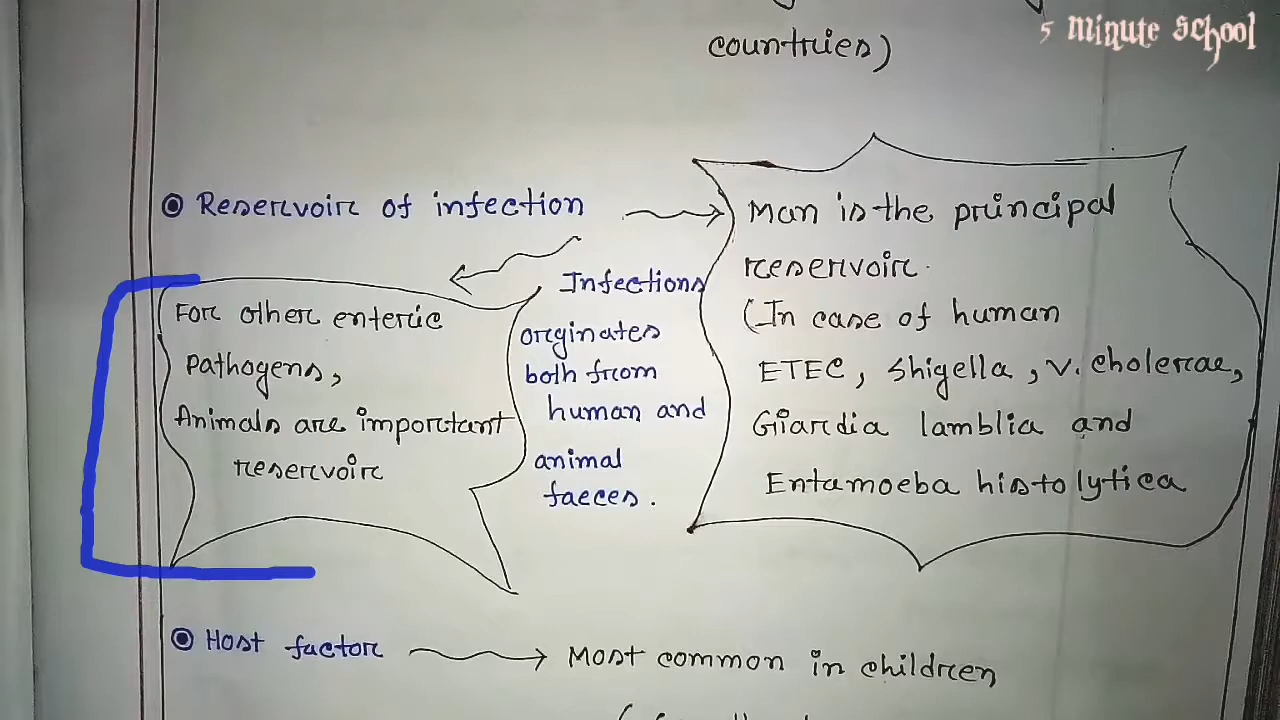 countries)
5 Minute School
Reservoir of infection
Man is the principal
reservoir.
(In case of human
ETEC, Shigella, V. cholerae,
Giardia lamblia and
Entamoeba histolytica
For other enteric
pathogens,
Animals are important
reservoir
Infections
orginates
both from
human and
animal
faeces.
Host factor
Most common in children